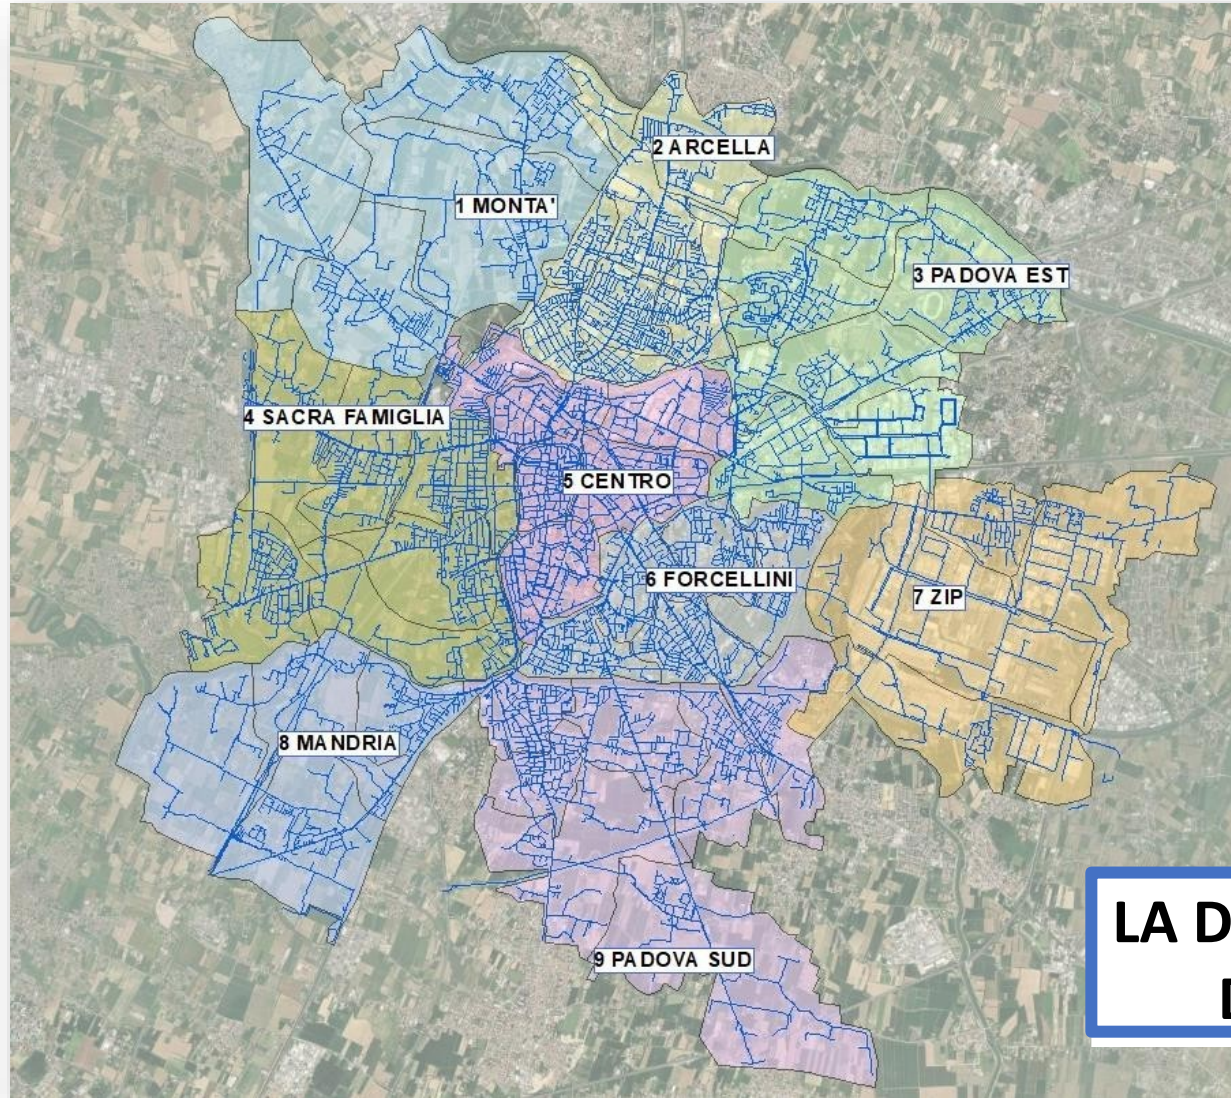 2 ARCELLA
1 MONTA'
3 PADOVA EST
4 SACRA FAMIGLIA
5 CENTRO
6 FORCELLINI
7 ZIP
8 MANDRIA
9 PADOVA SUD
LA D